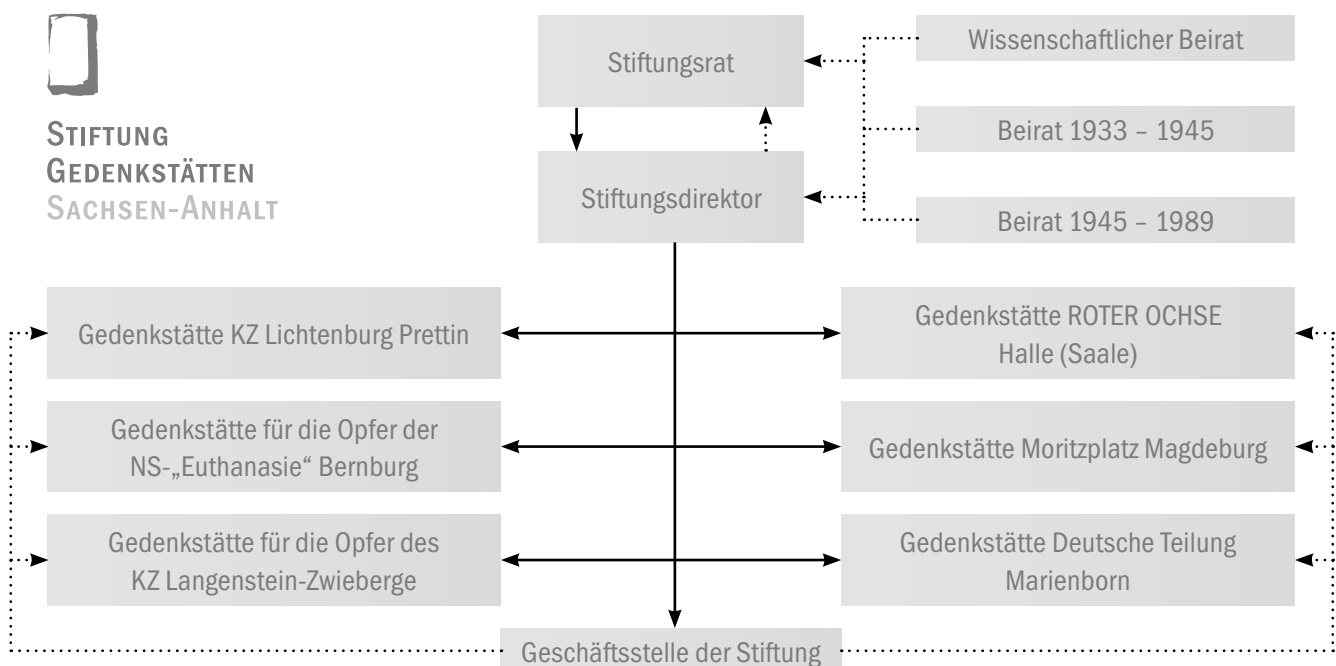 STIFTUNG
GEDENKSTÄTTEN
SACHSEN-ANHALT
Stiftungsrat
Stiftungsdirektor
Wissenschaftlicher Beirat
Beirat 1933 – 1945
Beirat 1945 – 1989
Gedenkstätte KZ Lichtenburg Prettin
Gedenkstätte ROTER OCHSE
Halle (Saale)
Gedenkstätte für die Opfer der
NS-„Euthanasie“ Bernburg
Gedenkstätte Moritzplatz Magdeburg
Gedenkstätte für die Opfer des
KZ Langenstein-Zwieberge
Gedenkstätte Deutsche Teilung
Marienborn
Geschäftsstelle der Stiftung